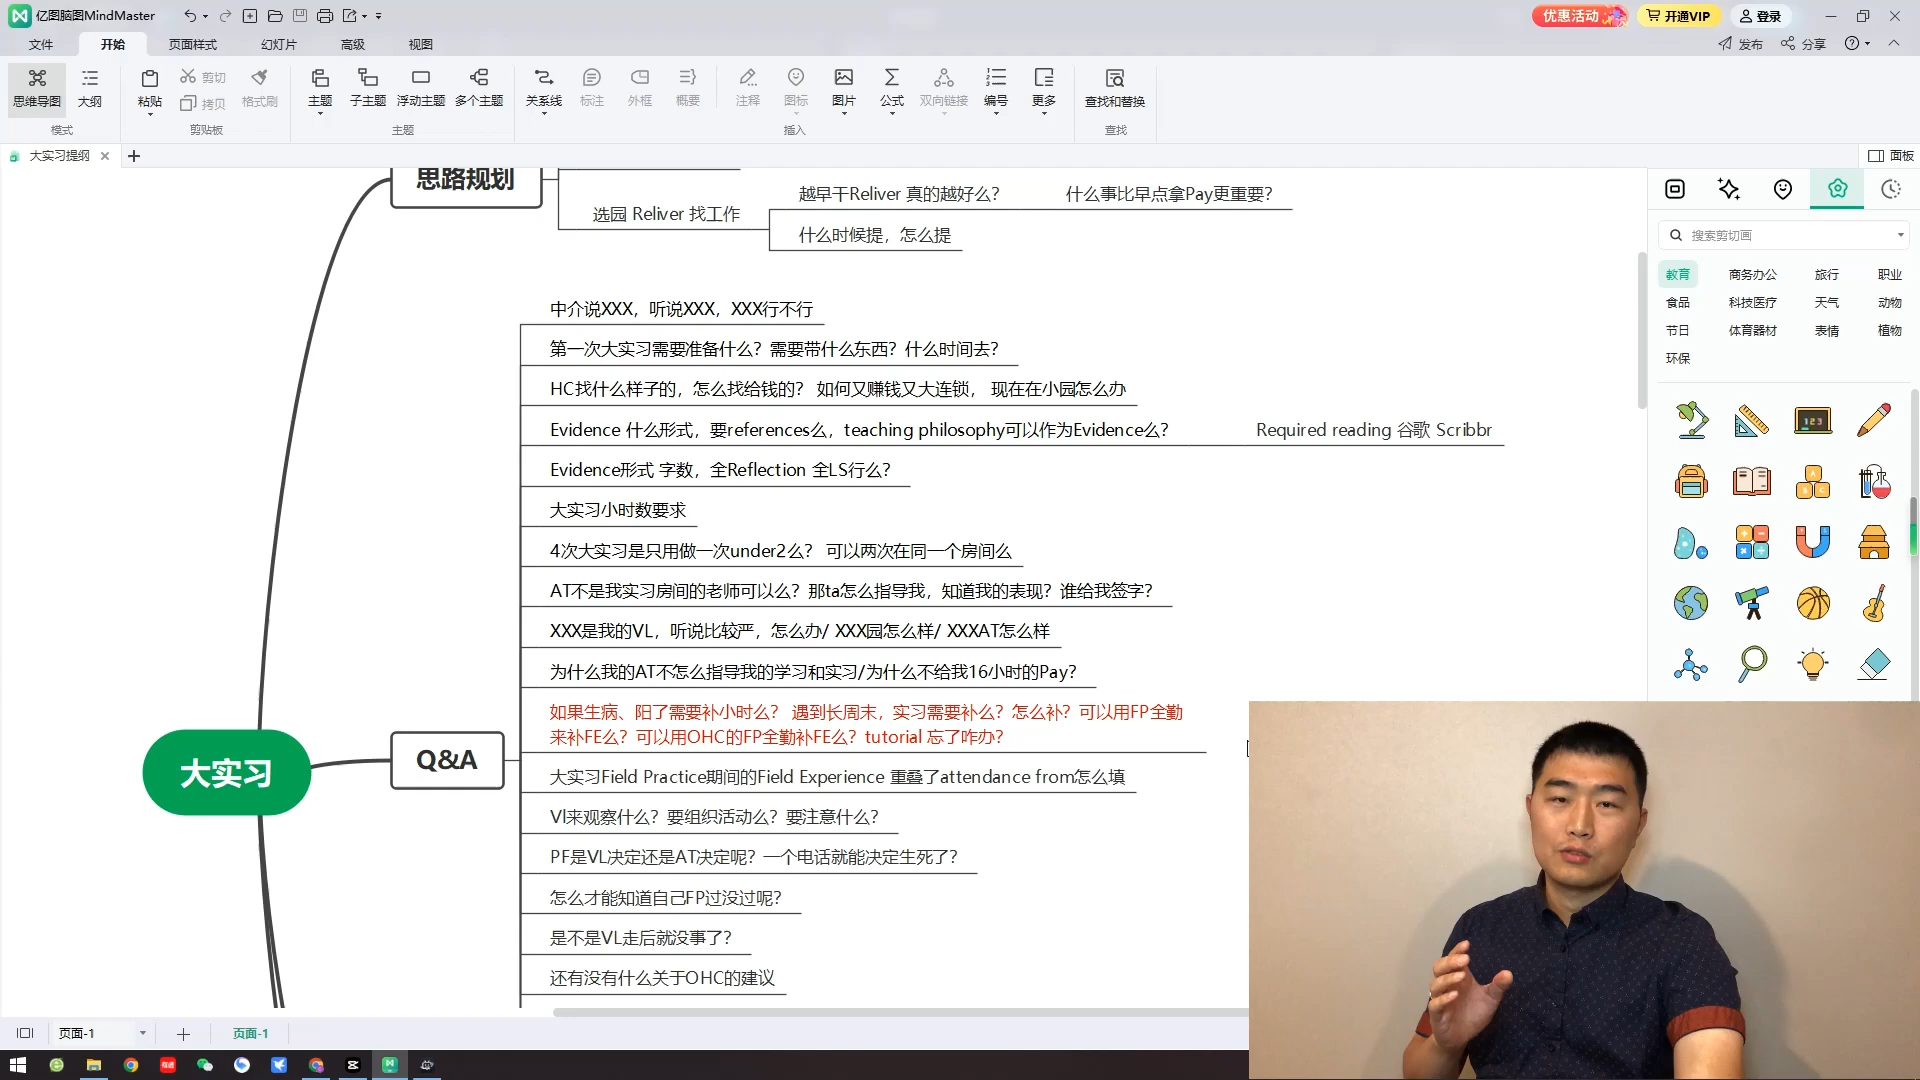 亿图脑图MindMaster
优惠活动
开通VIP
登录
文件
开始
页面样式
幻灯片
高级
视图
发布
分享
思维导图
大纲
粘贴
剪切
拷贝
格式刷
主题
子主题
浮动主题
多个主题
关系线
标注
外框
概要
注释
图标
图片
公式
双向链接
编号
更多
查找和替换
模式
剪贴板
主题
插入
查找
大实习提纲
面板
思路规划
选园 Reliver 找工作
越早干Reliver 真的越好么?
什么事比早点拿Pay更重要?
什么时候提，怎么提
中介说XXX，听说XXX，XXX行不行
第一次大实习需要准备什么？需要带什么东西？什么时间去?
HC找什么样子的，怎么找给钱的？ 如何又赚钱又大连锁， 现在在小园怎么办
Evidence 什么形式，要references么，teaching philosophy可以作为Evidence么?
Required reading 谷歌 Scribbr
Evidence形式 字数，全Reflection 全LS行么?
大实习小时数要求
4次大实习是只用做一次under2么？ 可以两次在同一个房间么
AT不是我实习房间的老师可以么？那ta怎么指导我，知道我的表现？谁给我签字?
XXX是我的VL，听说比较严，怎么办/ XXX园怎么样/ XXXAT怎么样
为什么我的AT不怎么指导我的学习和实习/为什么不给我16小时的Pay?
如果生病、阳了需要补小时么？ 遇到长周末，实习需要补么？怎么补？可以用FP全勤
来补FE么？可以用OHC的FP全勤补FE么？tutorial 忘了咋办?
大实习Field Practice期间的Field Experience 重叠了attendance from怎么填
Vl来观察什么？要组织活动么？要注意什么?
PF是VL决定还是AT决定呢？一个电话就能决定生死了?
怎么才能知道自己FP过没过呢?
是不是VL走后就没事了?
还有没有什么关于OHC的建议
大实习
Q&A
搜索剪切画
教育
商务办公
旅行
职业
食品
科技医疗
天气
动物
节日
体育器材
表情
植物
环保
页面-1
页面-1